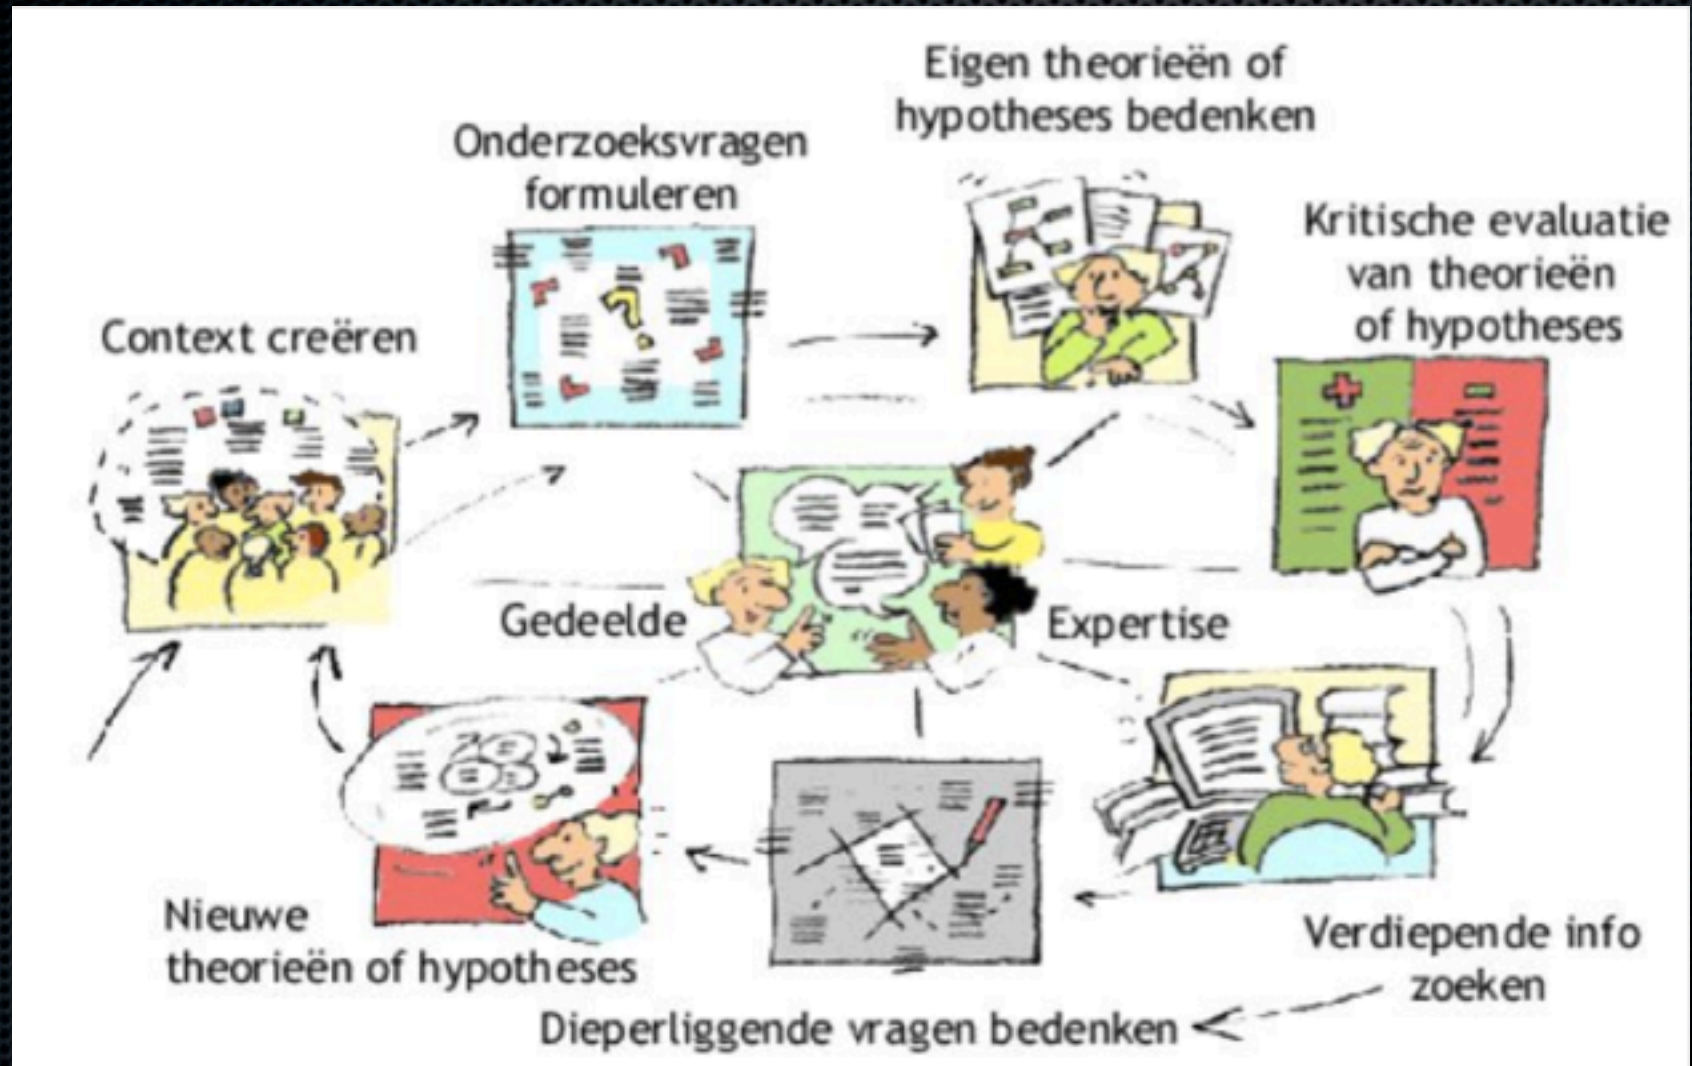 Eigen theorieën of
hypotheses bedenken
Onderzoeksvragen
formuleren
Kritische evaluatie
van theorieën
of hypotheses
Context creëren
Gedeelde
Expertise
Nieuwe
theorieën of hypotheses
Verdiepende info
zoeken
Dieperliggende vragen bedenken